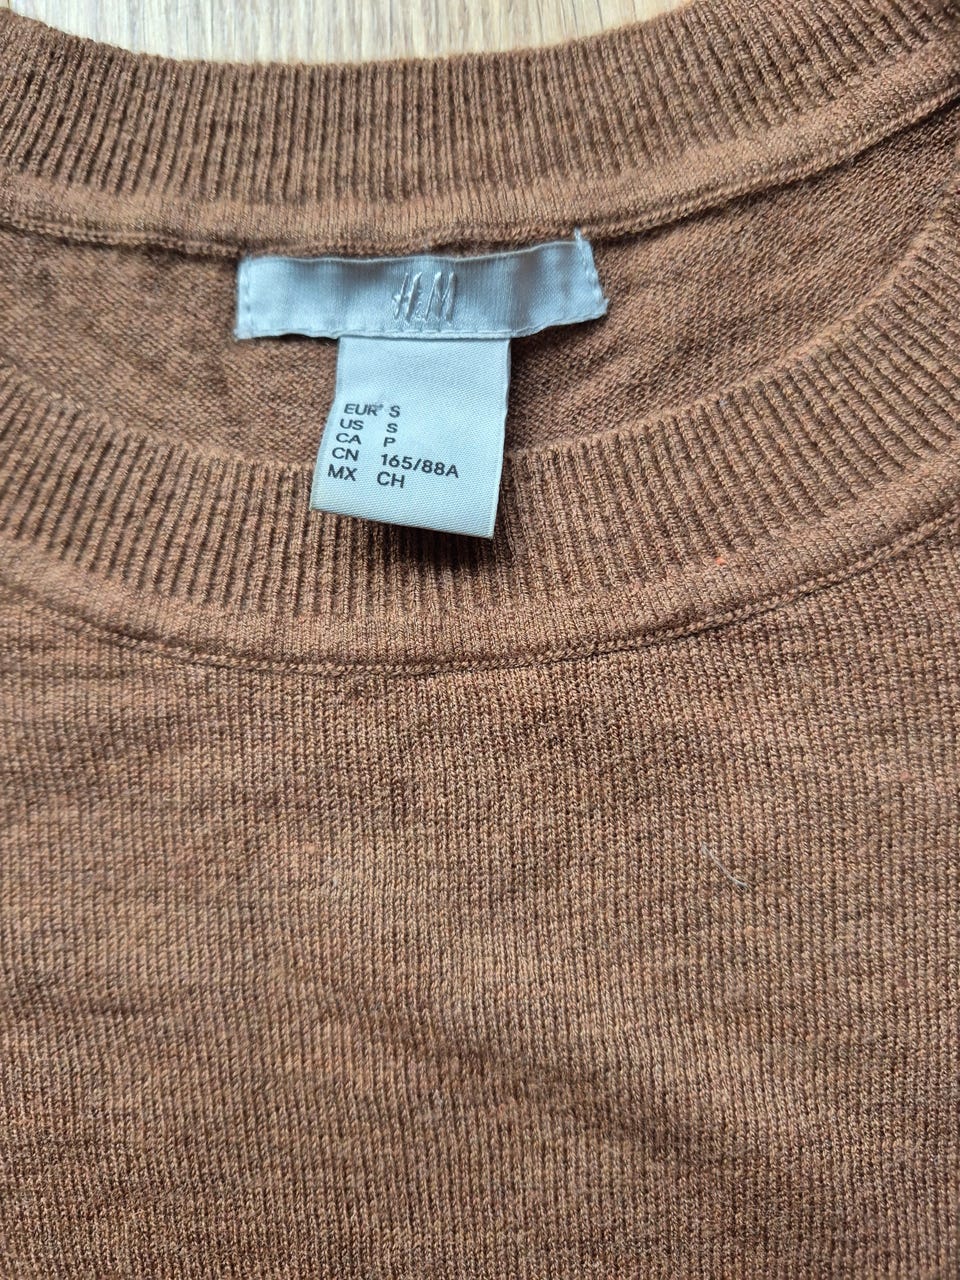 H&M
EUR S
US S
CA P
CN 165/88A
MX CH